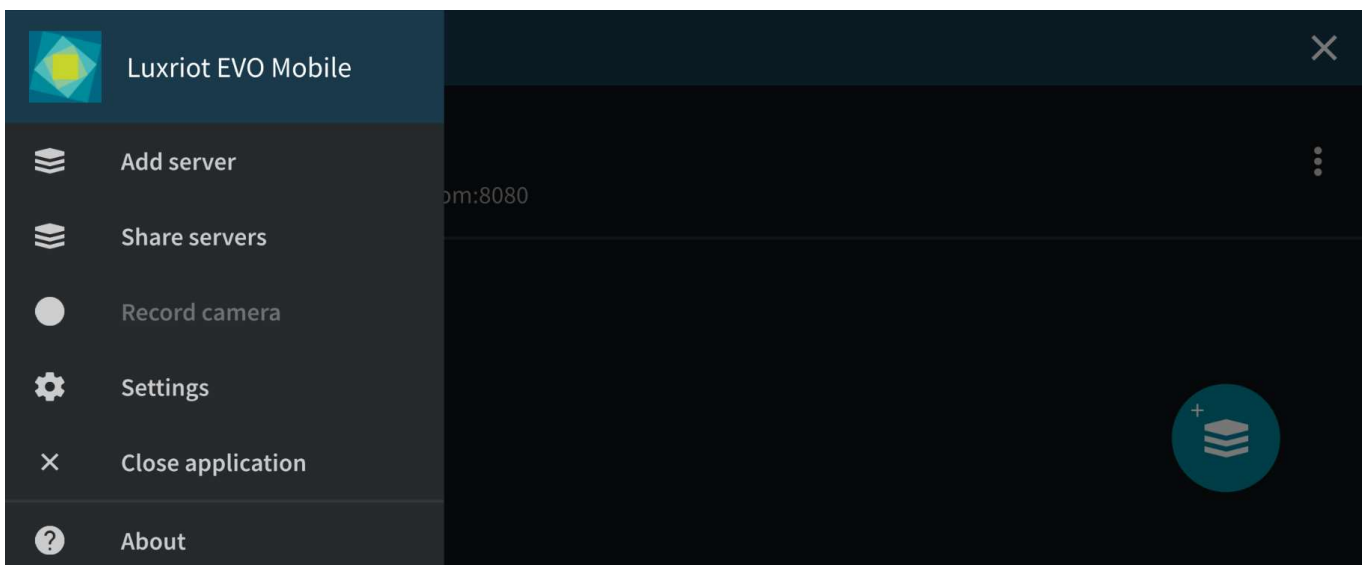 Luxriot EVO Mobile
Add server
om:8080
Share servers
Record camera
Settings
Close application
About